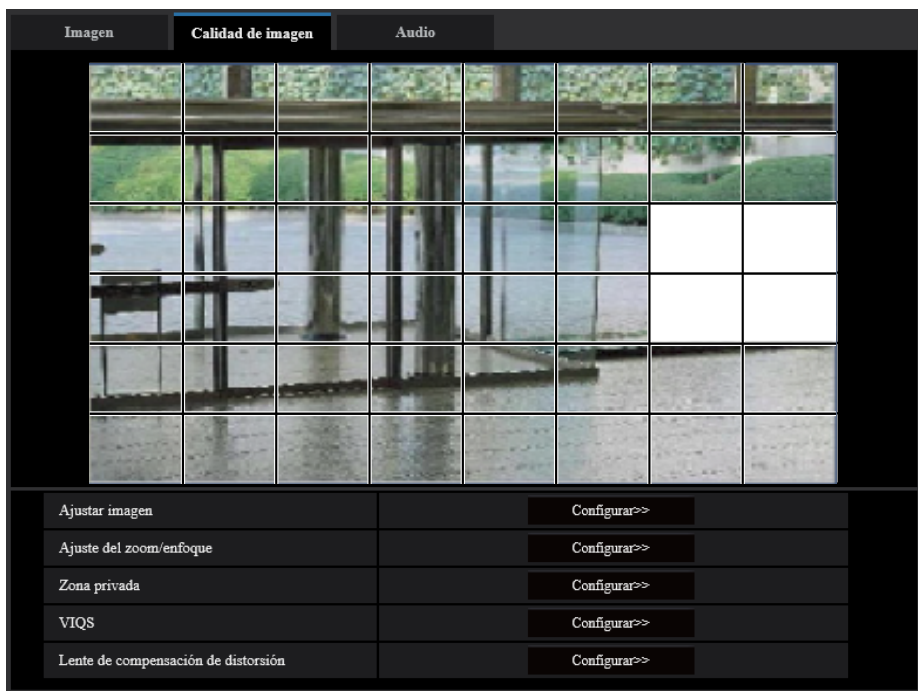 Imagen Calidad de imagen Audio
Ajustar imagen Configurar>>
Ajuste del zoom/enfoque Configurar>>
Zona privada Configurar>>
VIQS Configurar>>
Lente de compensación de distorsión Configurar>>